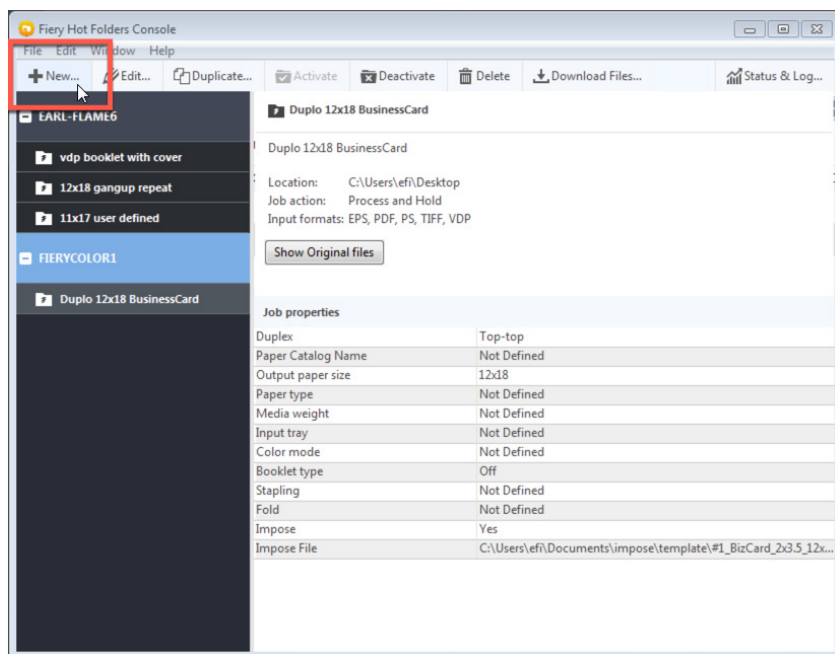 Fiery Hot Folders Console
File Edit Window Help
New... Edit... Duplicate... Activate Deactivate Delete Download Files... Status & Log...
EARL-FLAME6
vdp booklet with cover
12x18 gangup repeat
11x17 user defined
FIERYCOLOR1
Duplo 12x18 BusinessCard
Duplo 12x18 BusinessCard
Duplo 12x18 BusinessCard
Location: C:\Users\efi\Desktop
Job action: Process and Hold
Input formats: EPS, PDF, PS, TIFF, VDP
Show Original files
Job properties
Duplex Top-top
Paper Catalog Name Not Defined
Output paper size 12x18
Paper type Not Defined
Media weight Not Defined
Input tray Not Defined
Color mode Not Defined
Booklet type Off
Stapling Not Defined
Fold Not Defined
Impose Yes
Impose File C:\Users\efi\Documents\impose\template\#1_BizCard_2x3.5_12x...